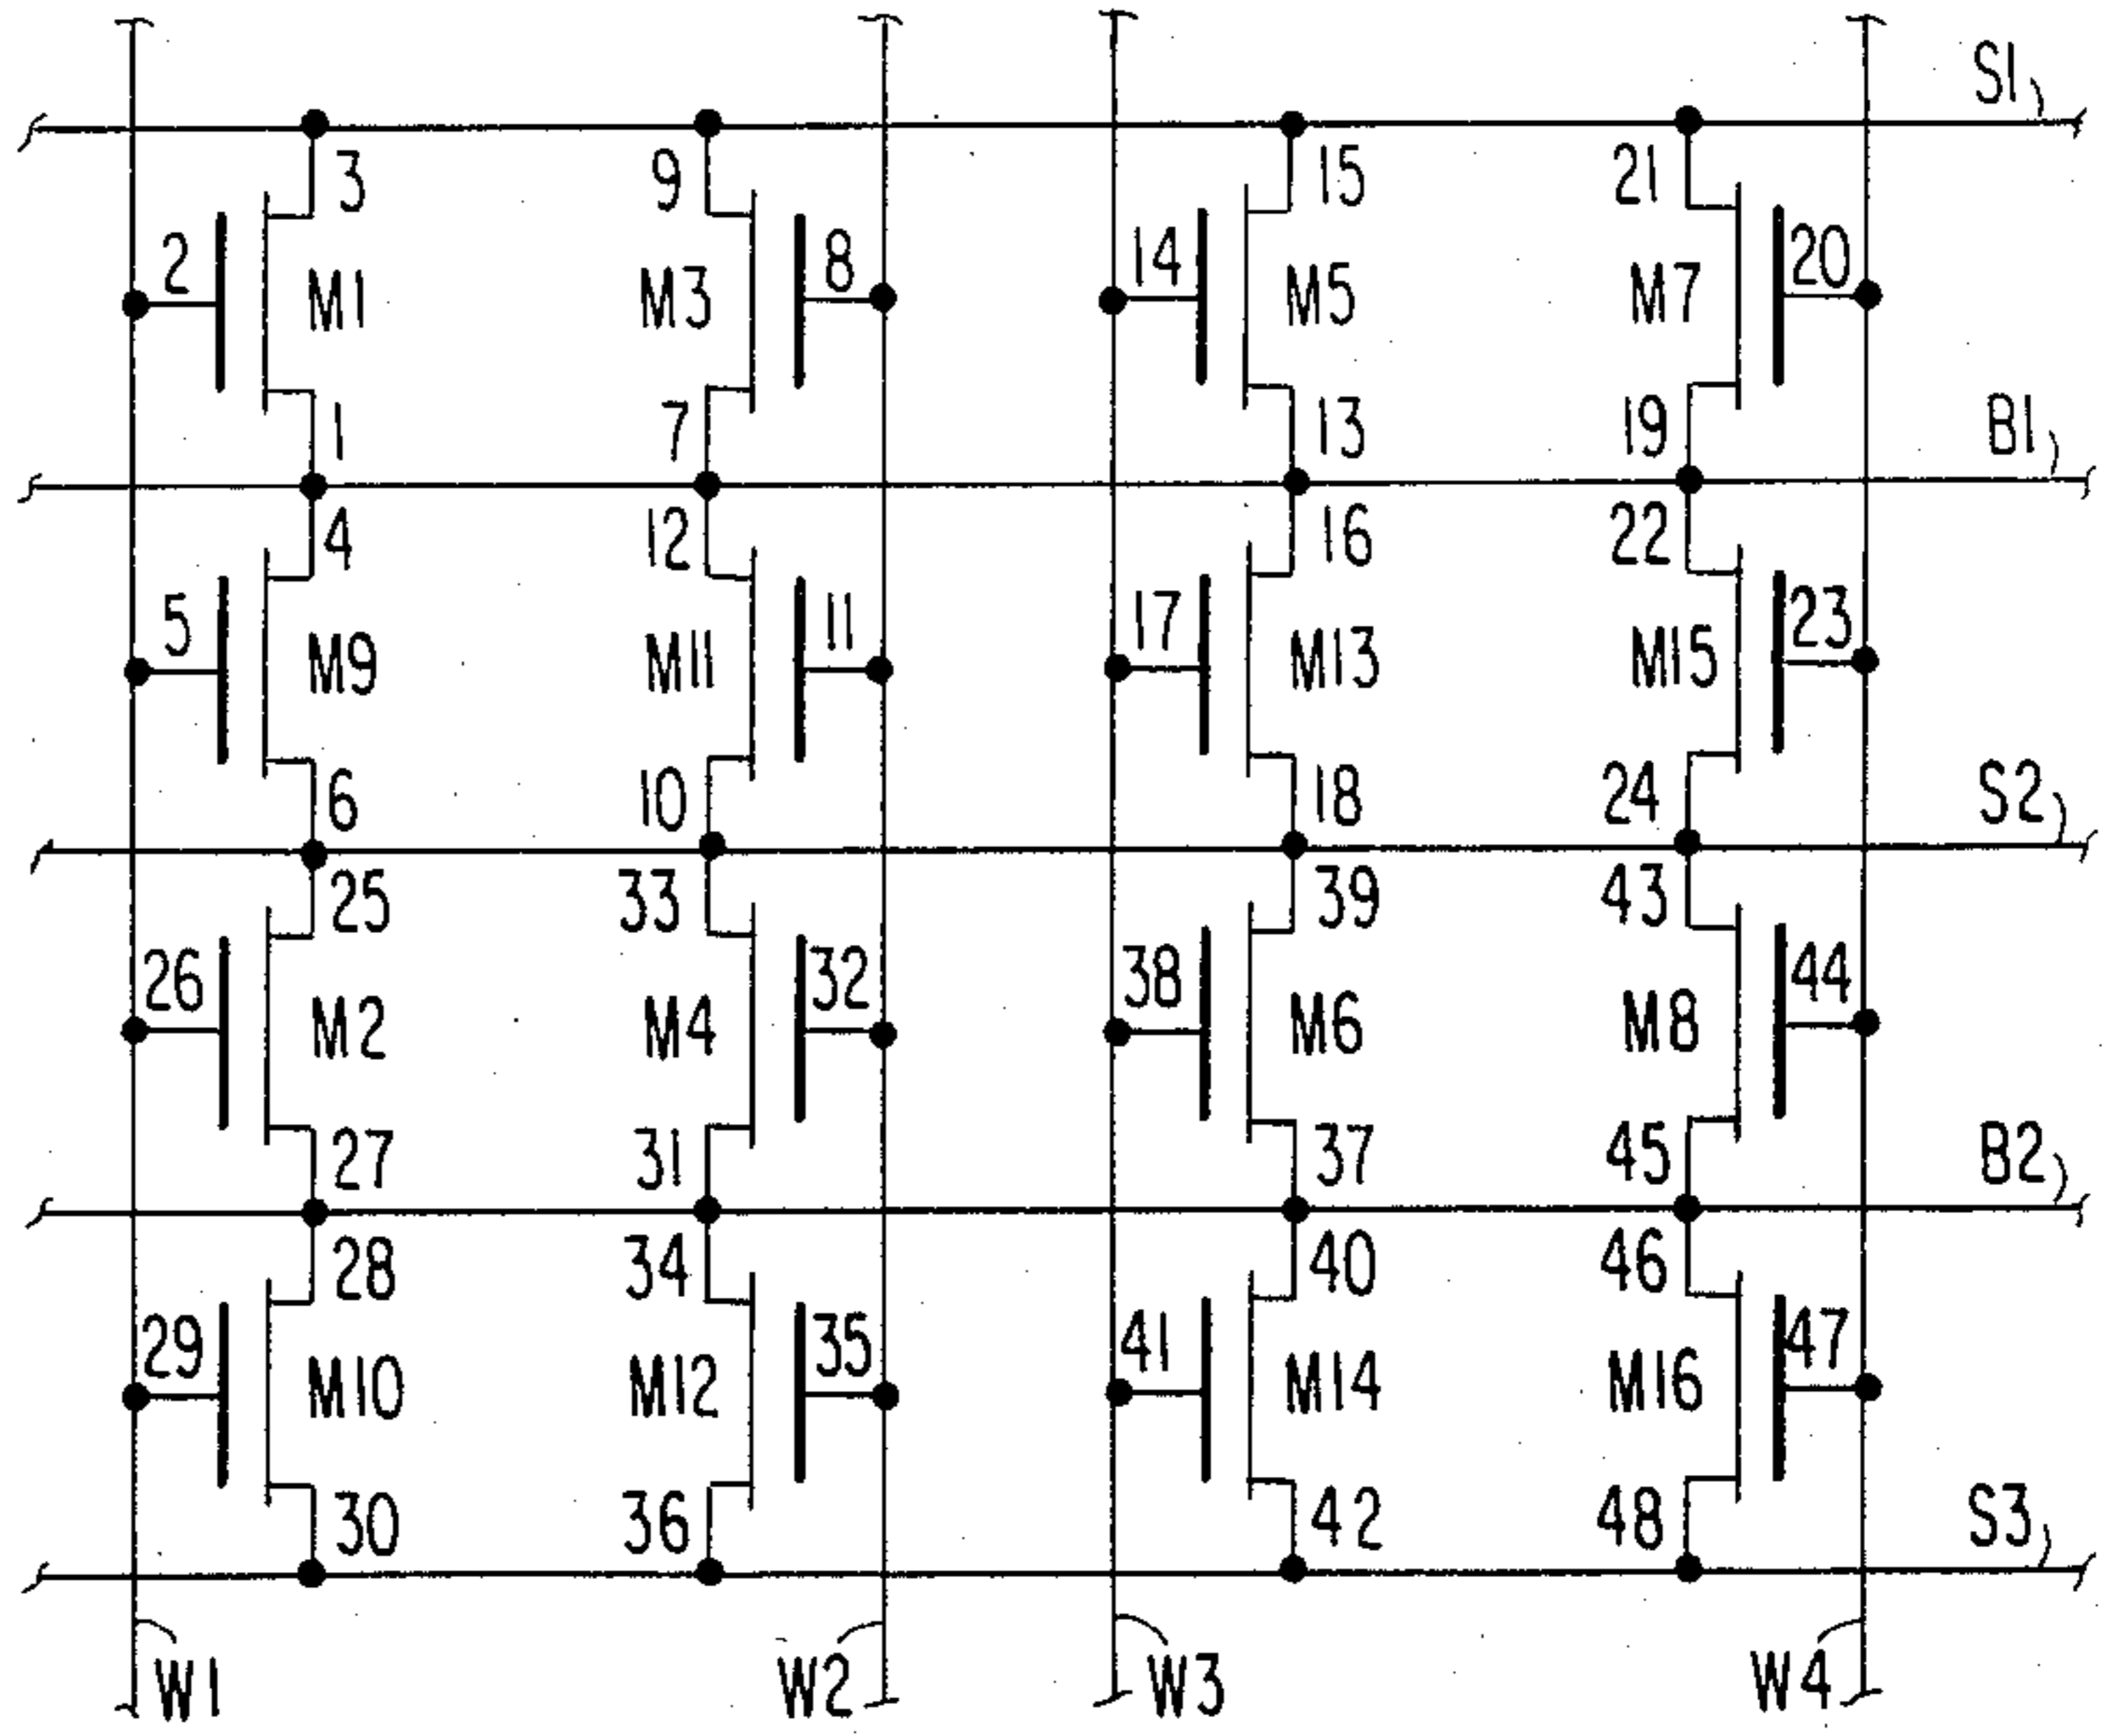 S1
3 9 15 21
2 8 14 20
M1 M3 M5 M7
1 7 13 19 B1
4 12 16 22
5 11 17 23
M9 M11 M13 M15
6 10 18 24 S2
25 33 39 43
26 32 38 44
M2 M4 M6 M8
27 31 37 45 B2
28 34 40 46
29 35 41 47
M10 M12 M14 M16
30 36 42 48 S3
W1 W2 W3 W4